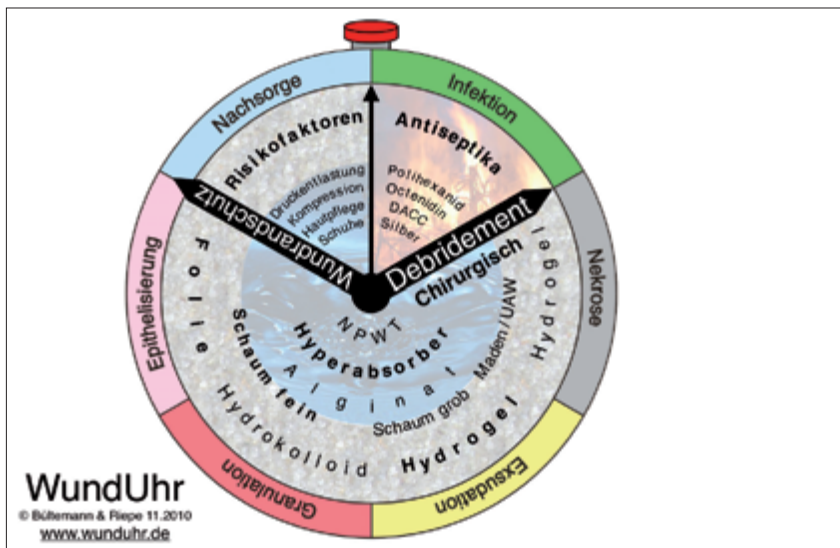 Nachsorge
Infektion
Risikofaktoren
Antiseptika
Druckentlastung
Kompression
Hautpflege
Schuhe
Polihexanid
Octenidin
DACC
Silber
Wundrandschutz
Debridement
Chirurgisch
Epithelisierung
Nekrose
Folie
Schaum fein
NPWT
Hyperabsorber
Alginat
Schaum grob
Maden / UAW
Hydrogel
Hydrokolloid
Hydrogel
Granulation
Exsudation
WundUhr
© Bültemann & Riepe 11.2010
www.wunduhr.de